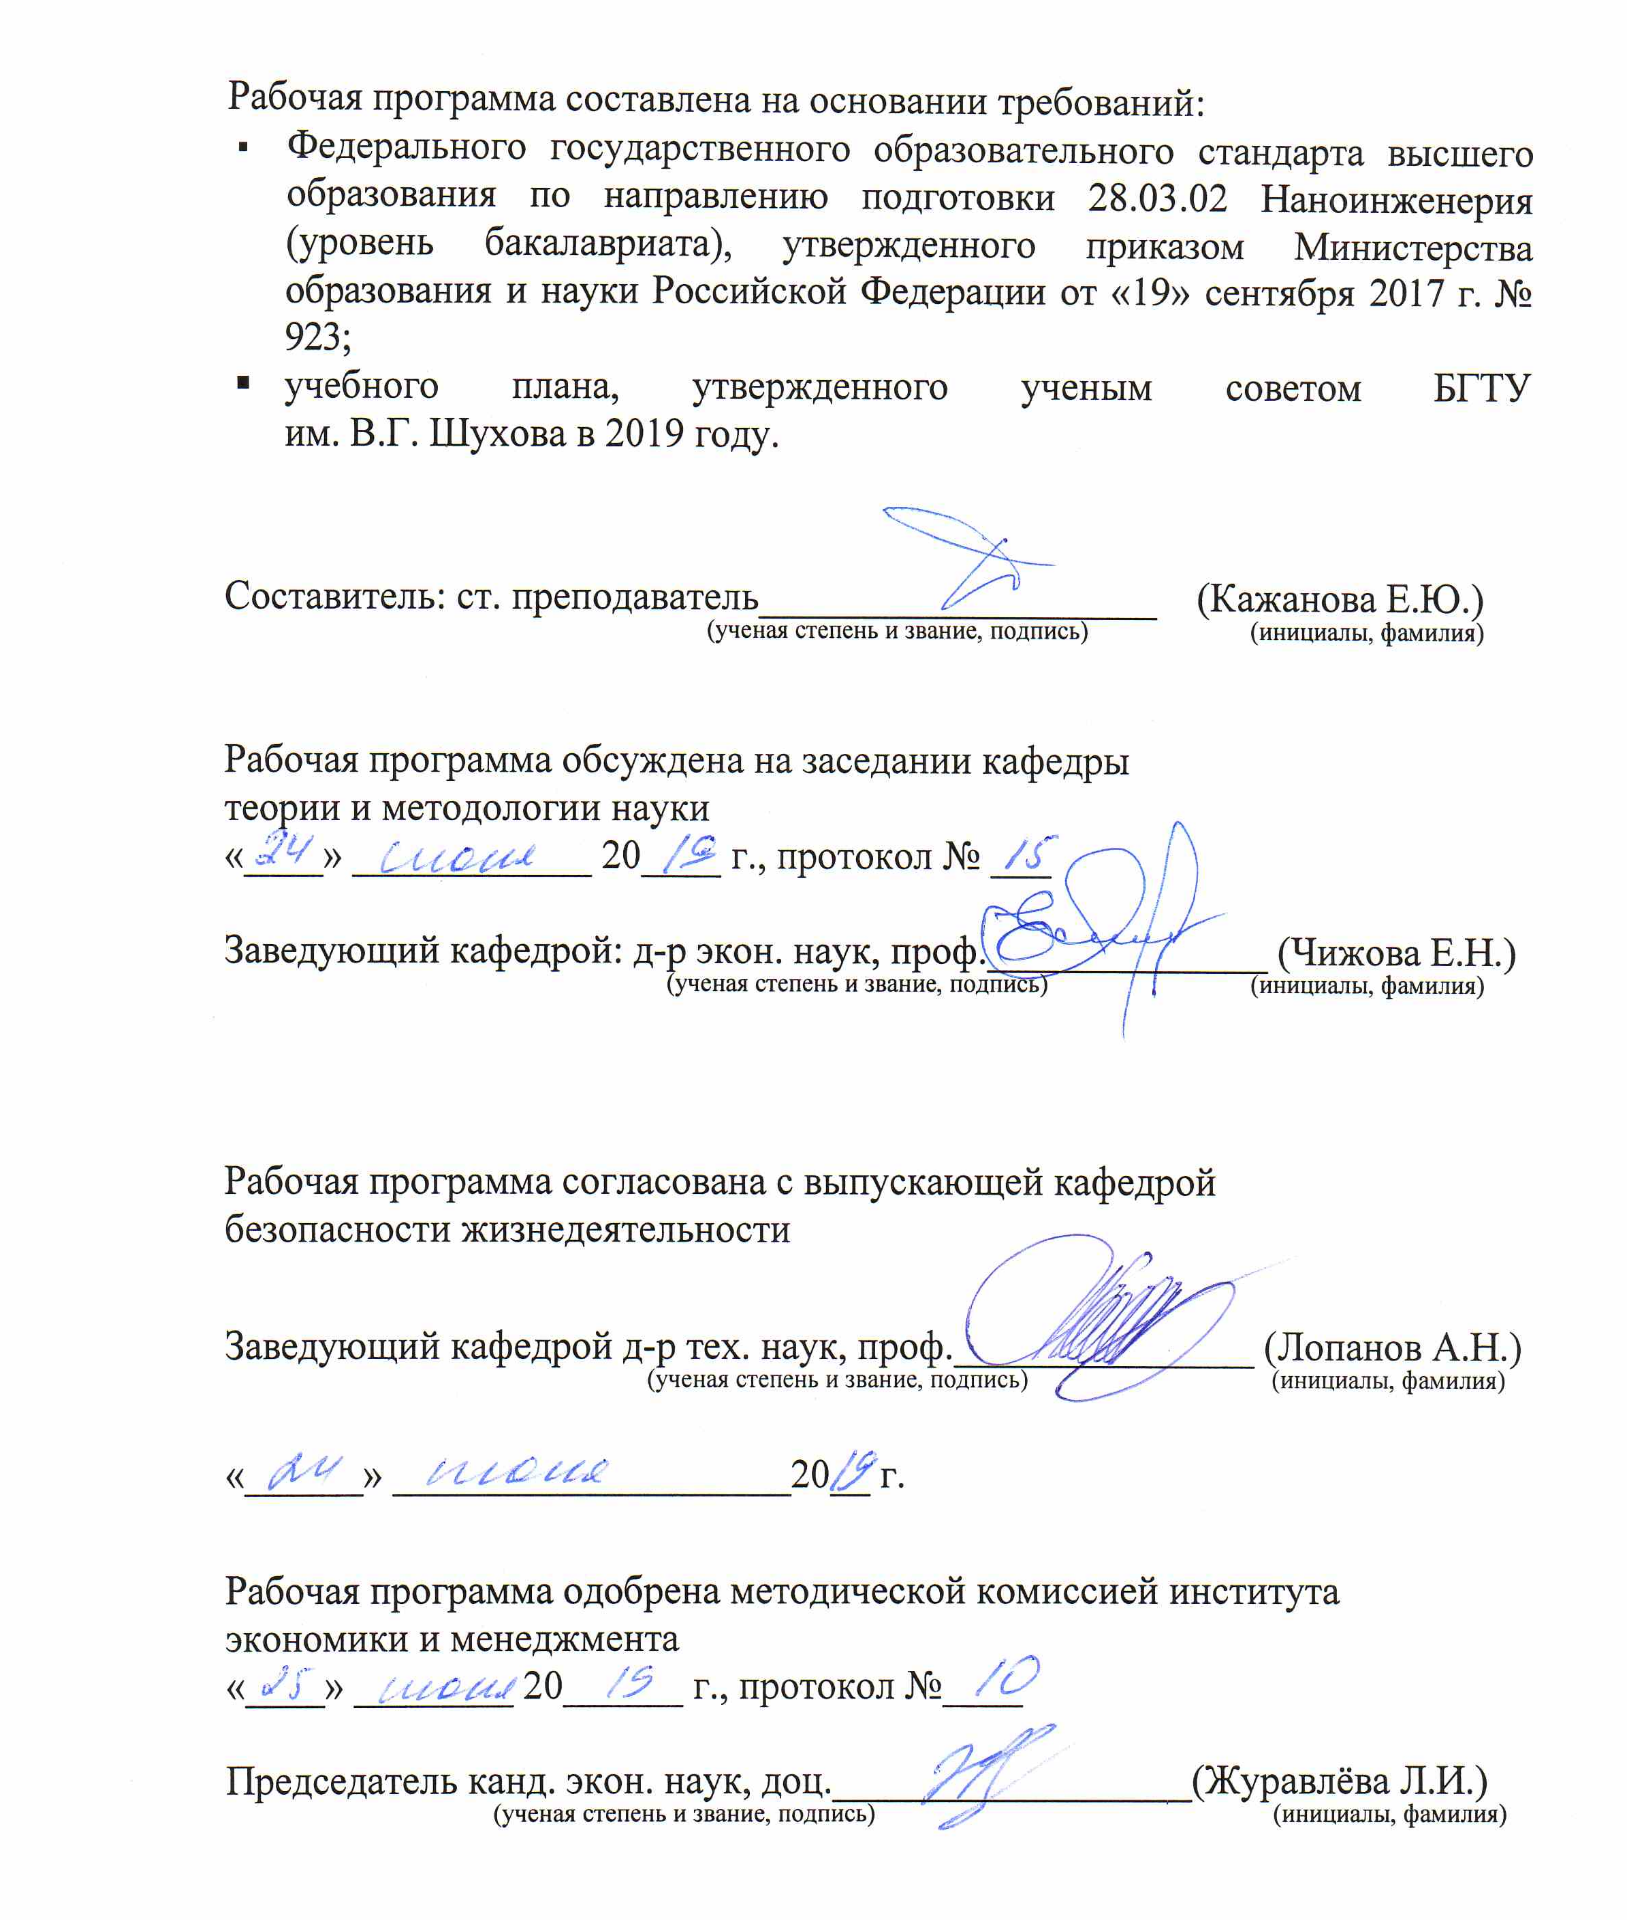 Рабочая программа составлена на основании требований:
▪ Федерального государственного образовательного стандарта высшего
образования по направлению подготовки 28.03.02 Наноинженерия
(уровень бакалавриата), утвержденного приказом Министерства
образования и науки Российской Федерации от «19» сентября 2017 г. №
923;
▪ учебного плана, утвержденного ученым советом БГТУ
им. В.Г. Шухова в 2019 году.
Составитель: ст. преподаватель____________________ (Кажанова Е.Ю.)
(ученая степень и звание, подпись) (инициалы, фамилия)
Рабочая программа обсуждена на заседании кафедры
теории и методологии науки
«24» июня 2019 г., протокол № 15
Заведующий кафедрой: д-р экон. наук, проф.______________ (Чижова Е.Н.)
(ученая степень и звание, подпись) (инициалы, фамилия)
Рабочая программа согласована с выпускающей кафедрой
безопасности жизнедеятельности
Заведующий кафедрой д-р тех. наук, проф._______________ (Лопанов А.Н.)
(ученая степень и звание, подпись) (инициалы, фамилия)
«24» июня 2019 г.
Рабочая программа одобрена методической комиссией института
экономики и менеджмента
«25» июня 2019 г., протокол № 10
Председатель канд. экон. наук, доц.__________________(Журавлёва Л.И.)
(ученая степень и звание, подпись) (инициалы, фамилия)